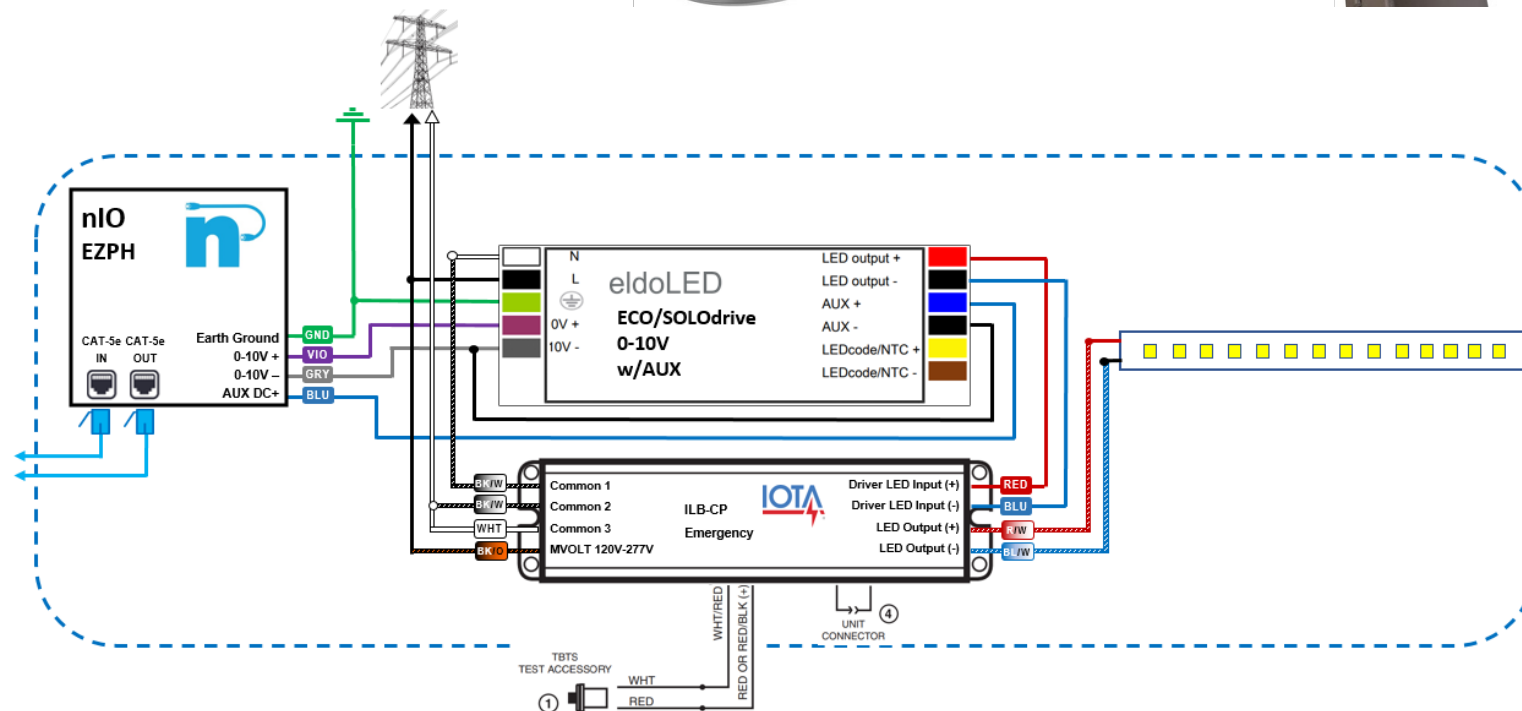 nIO
EZPH
n
CAT-5e CAT-5e
IN OUT
Earth Ground
0-10V +
0-10V –
AUX DC+
GND
VIO
GRY
BLU
N
L
0V +
10V -
eldoLED
ECO/SOLOdrive
0-10V
w/AUX
LED output +
LED output -
AUX +
AUX -
LEDcode/NTC +
LEDcode/NTC -
BK/W
BK/W
WHT
BK/O
Common 1
Common 2
Common 3
MVOLT 120V-277V
ILB-CP
Emergency
IOTA
Driver LED Input (+)
Driver LED Input (-)
LED Output (+)
LED Output (-)
RED
BLU
R/W
BL/W
WHT/RED
RED OR RED/BLK (+)
4
UNIT
CONNECTOR
TBTS
TEST ACCESSORY
1
WHT
RED